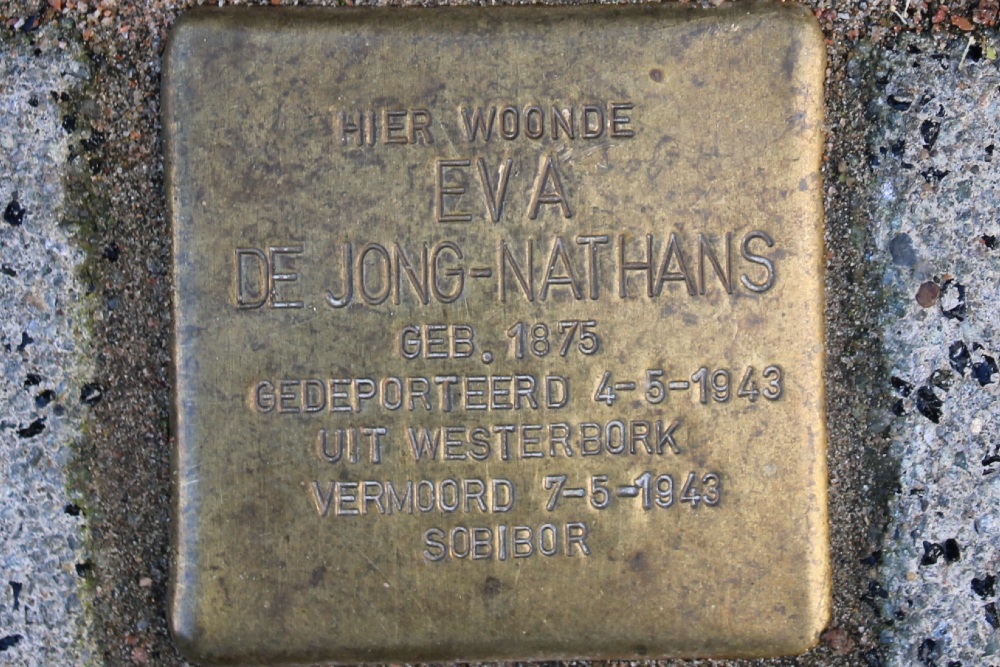 HIER WOONDE
EVA
DE JONG-NATHANS
GEB. 1875
GEDEPORTEERD 4-5-1943
UIT WESTERBORK
VERMOORD 7-5-1943
SOBIBOR